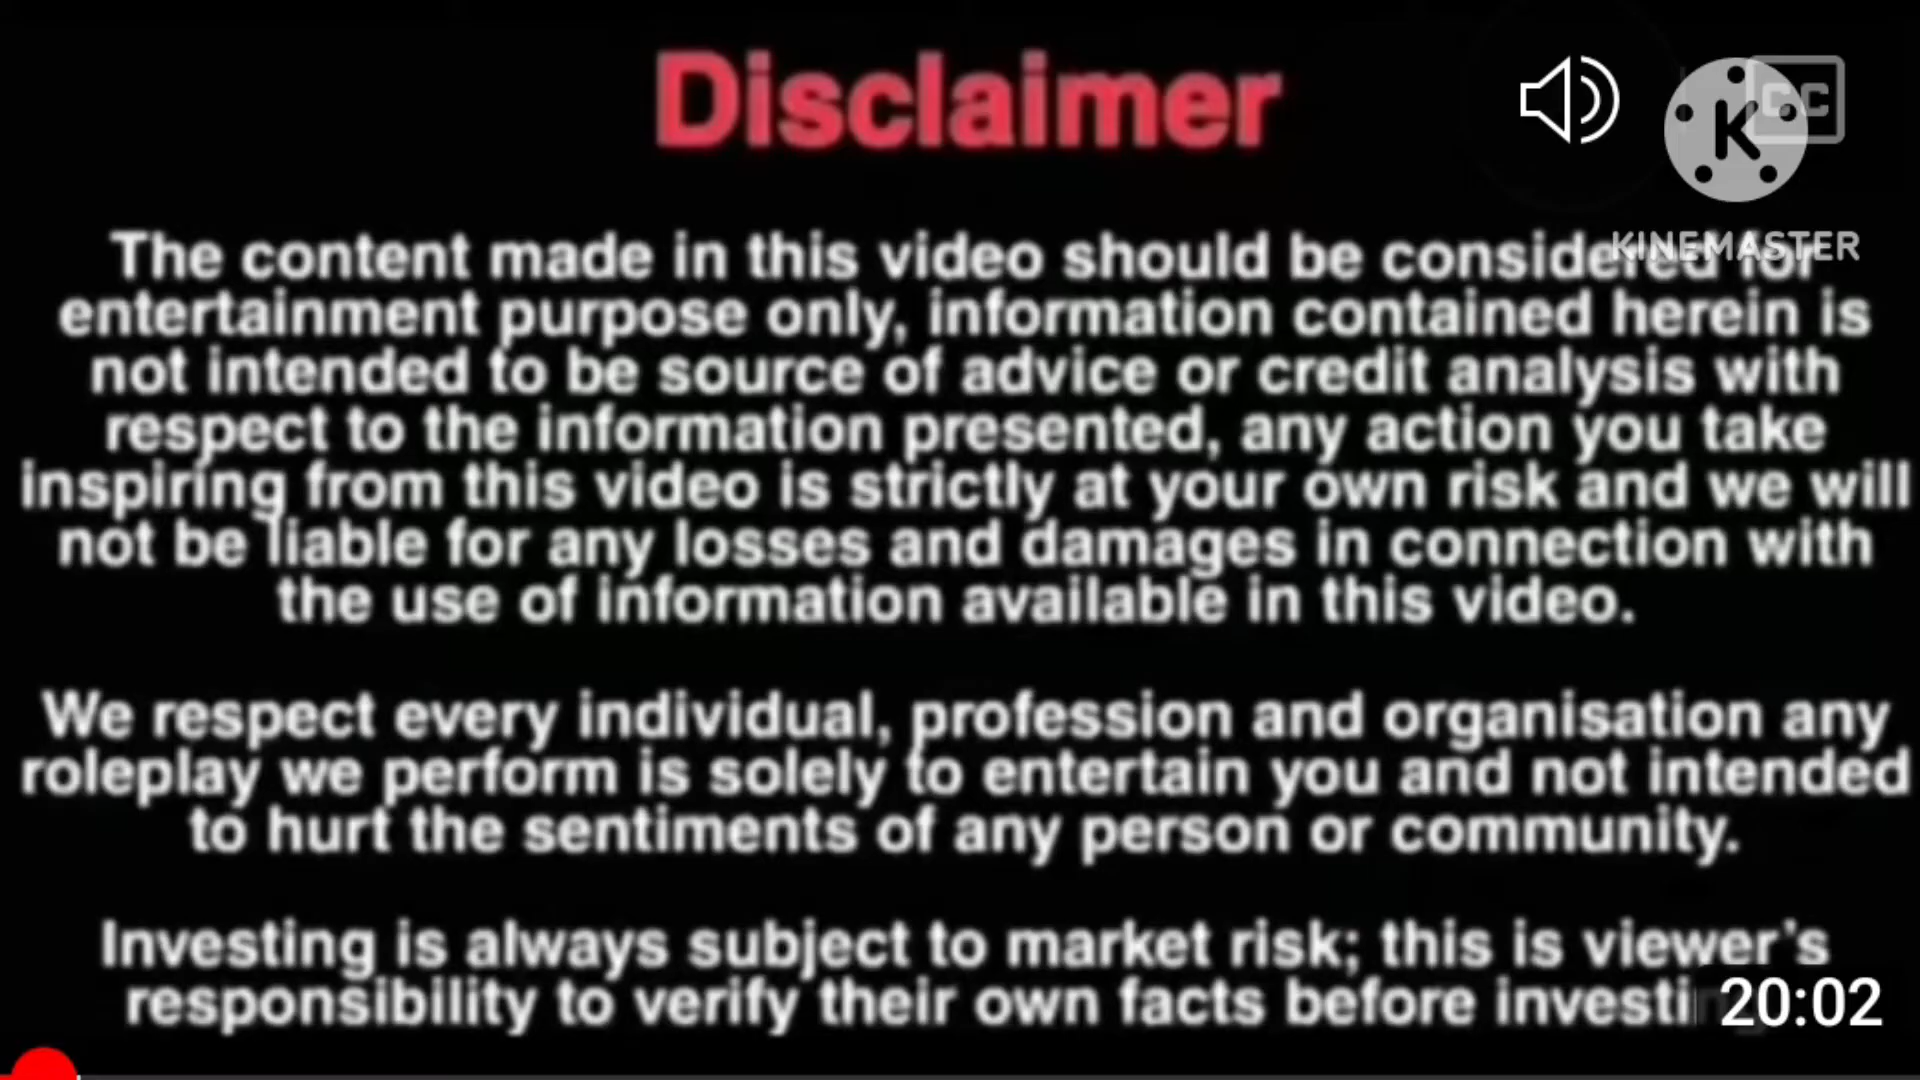 Disclaimer
CC
K
KINEMASTER
The content made in this video should be considered for
entertainment purpose only, information contained herein is
not intended to be source of advice or credit analysis with
respect to the information presented, any action you take
inspiring from this video is strictly at your own risk and we will
not be liable for any losses and damages in connection with
the use of information available in this video.
We respect every individual, profession and organisation any
roleplay we perform is solely to entertain you and not intended
to hurt the sentiments of any person or community.
Investing is always subject to market risk; this is viewer's
responsibility to verify their own facts before
20:02